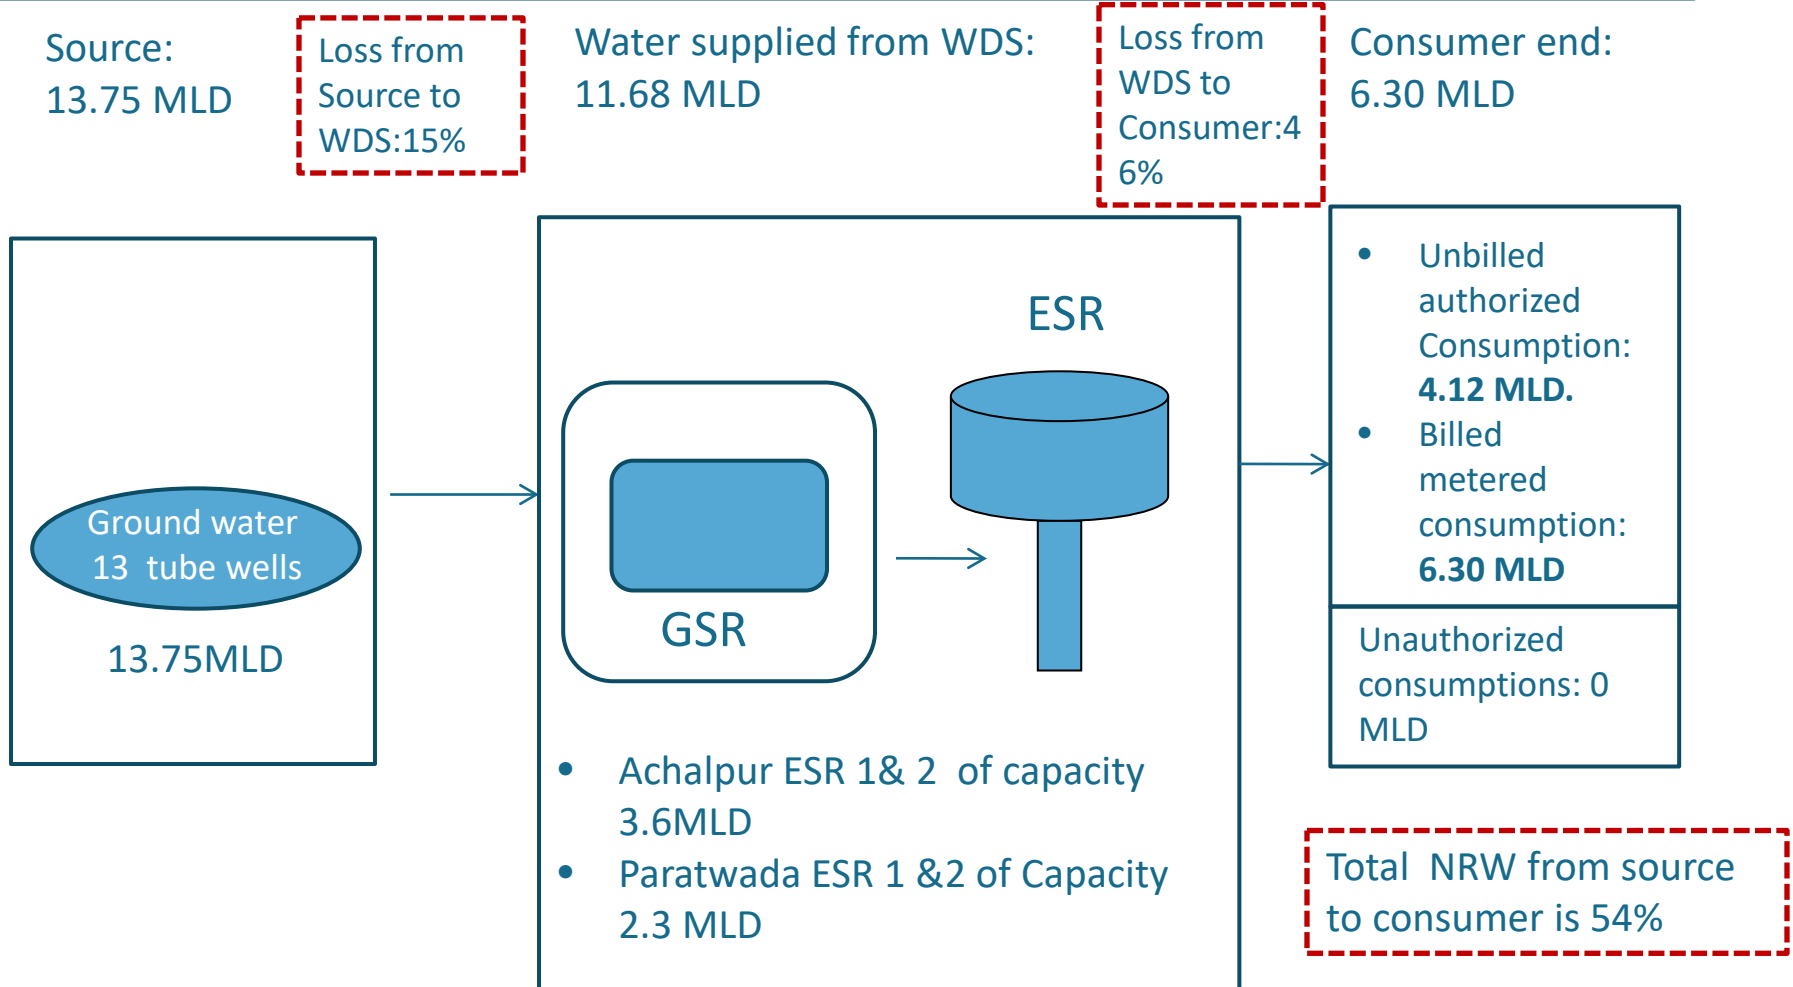 Source:
13.75 MLD
Loss from
Source to
WDS:15%
Water supplied from WDS:
11.68 MLD
Loss from
WDS to
Consumer:4
6%
Consumer end:
6.30 MLD
Ground water
13 tube wells
13.75MLD
GSR
ESR
• Achalpur ESR 1& 2 of capacity
3.6MLD
• Paratwada ESR 1 &2 of Capacity
2.3 MLD
• Unbilled
authorized
Consumption:
4.12 MLD.
• Billed
metered
consumption:
6.30 MLD
Unauthorized
consumptions: 0
MLD
Total NRW from source
to consumer is 54%